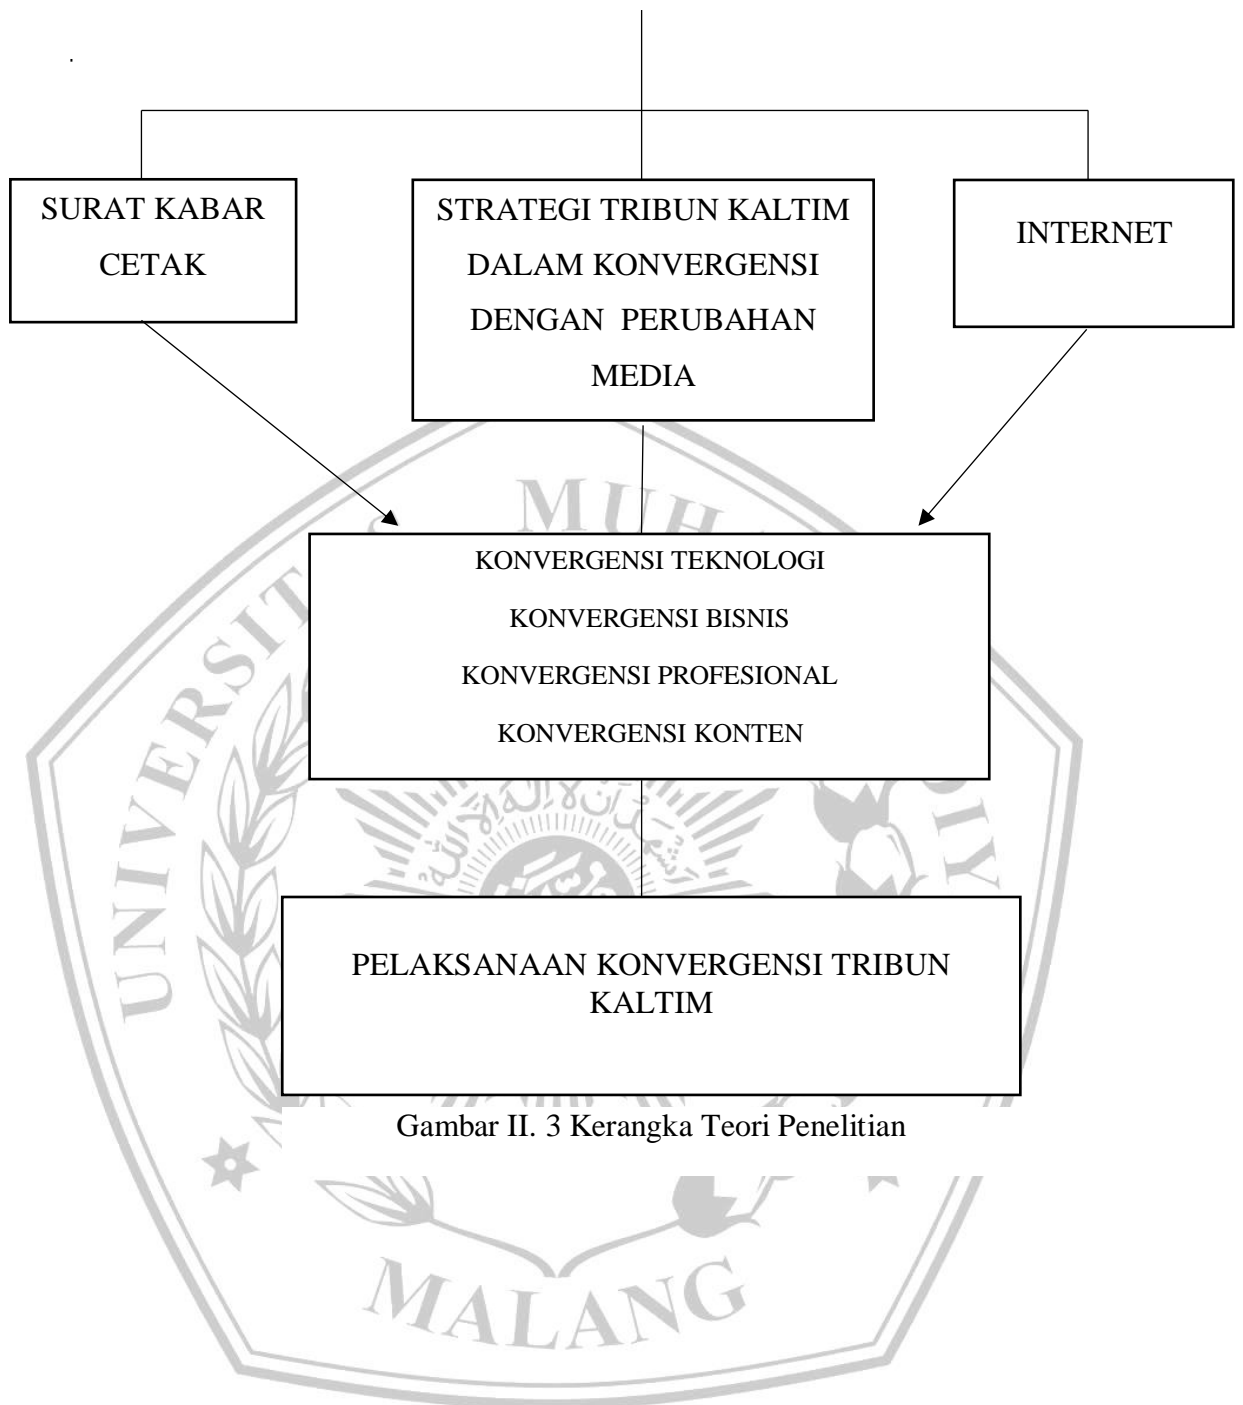 .
SURAT KABAR
CETAK
STRATEGI TRIBUN KALTIM
DALAM KONVERGENSI
DENGAN PERUBAHAN
MEDIA
INTERNET
KONVERGENSI TEKNOLOGI
KONVERGENSI BISNIS
KONVERGENSI PROFESIONAL
KONVERGENSI KONTEN
PELAKSANAAN KONVERGENSI TRIBUN
KALTIM
Gambar II. 3 Kerangka Teori Penelitian
MALANG